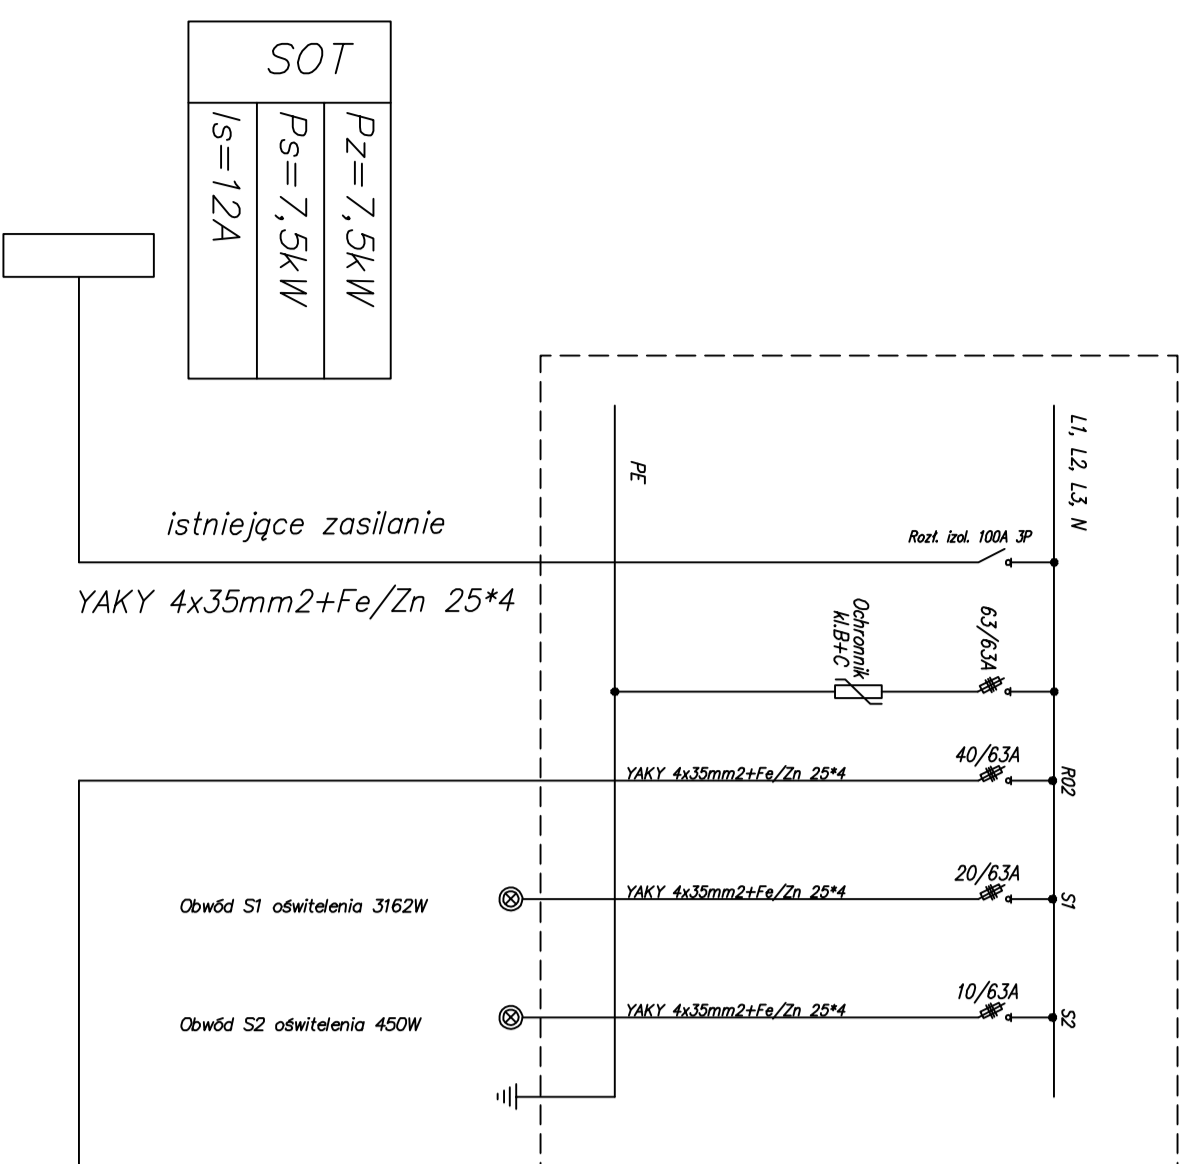 SOT
Pz=7,5kW
Ps=7,5kW
Is=12A
L1, L2, L3, N
PE
istniejące zasilanie
Rozł. izol. 100A 3P
YAKY 4x35mm2+Fe/Zn 25*4
Ochronnik
kl.B+C
63/63A
40/63A
YAKY 4x35mm2+Fe/Zn 25*4
R02
20/63A
YAKY 4x35mm2+Fe/Zn 25*4
S1
Obwód S1 oświtelenia 3162W
10/63A
YAKY 4x35mm2+Fe/Zn 25*4
S2
Obwód S2 oświtelenia 450W